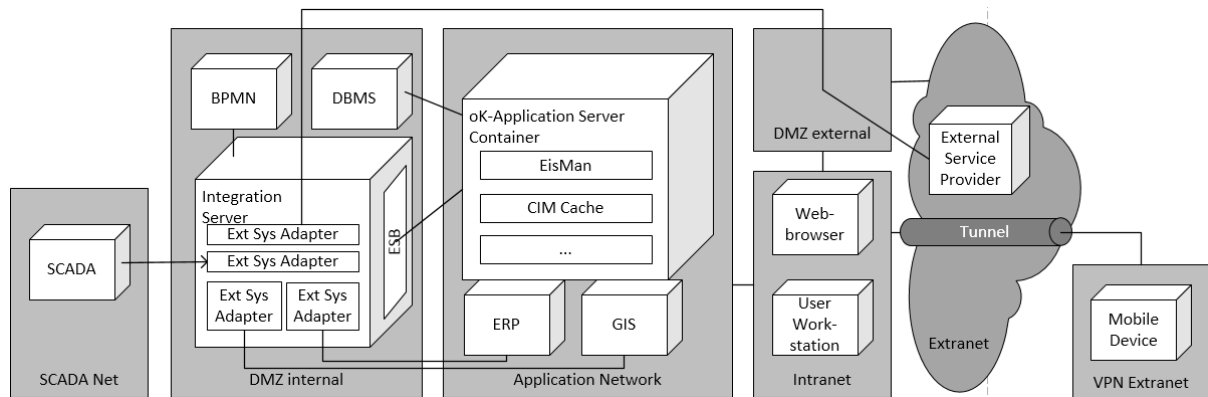 BPMN
DBMS
oK-Application Server
Container
EisMan
CIM Cache
...
Integration
Server
Ext Sys Adapter
Ext Sys Adapter
Ext Sys
Adapter
Ext Sys
Adapter
ESB
SCADA
SCADA Net
DMZ internal
ERP
GIS
Application Network
DMZ external
Web-
browser
User
Work-
station
Intranet
External
Service
Provider
Tunnel
Extranet
Mobile
Device
VPN Extranet